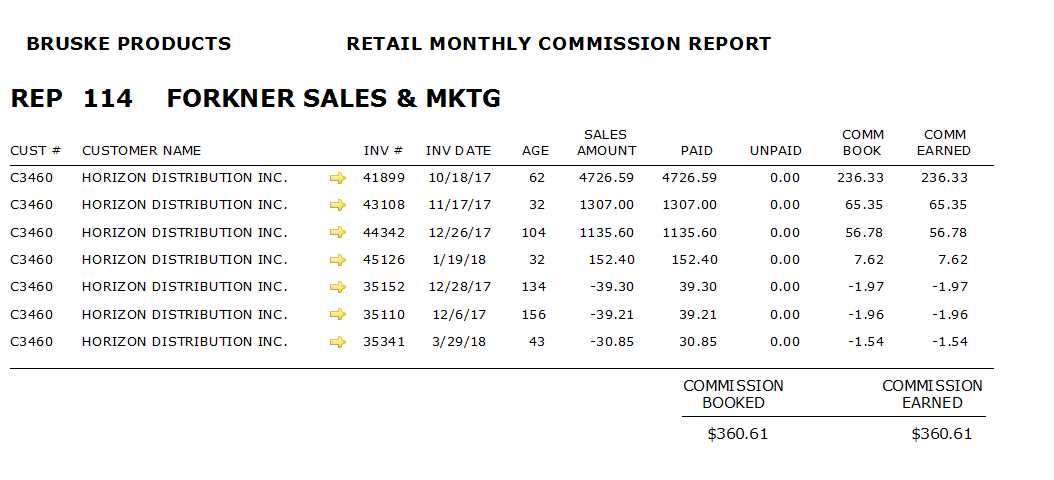 BRUSKE PRODUCTS RETAIL MONTHLY COMMISSION REPORT
REP 114 FORKNER SALES & MKTG
SALES COMM COMM
CUST # CUSTOMER NAME INV # INV DATE AGE AMOUNT PAID UNPAID BOOK EARNED
C3460 HORIZON DISTRIBUTION INC. 41899 10/18/17 62 4726.59 4726.59 0.00 236.33 236.33
C3460 HORIZON DISTRIBUTION INC. 43108 11/17/17 32 1307.00 1307.00 0.00 65.35 65.35
C3460 HORIZON DISTRIBUTION INC. 44342 12/26/17 104 1135.60 1135.60 0.00 56.78 56.78
C3460 HORIZON DISTRIBUTION INC. 45126 1/19/18 32 152.40 152.40 0.00 7.62 7.62
C3460 HORIZON DISTRIBUTION INC. 35152 12/28/17 134 -39.30 39.30 0.00 -1.97 -1.97
C3460 HORIZON DISTRIBUTION INC. 35110 12/6/17 156 -39.21 39.21 0.00 -1.96 -1.96
C3460 HORIZON DISTRIBUTION INC. 35341 3/29/18 43 -30.85 30.85 0.00 -1.54 -1.54
COMMISSION COMMISSION
BOOKED EARNED
$360.61 $360.61